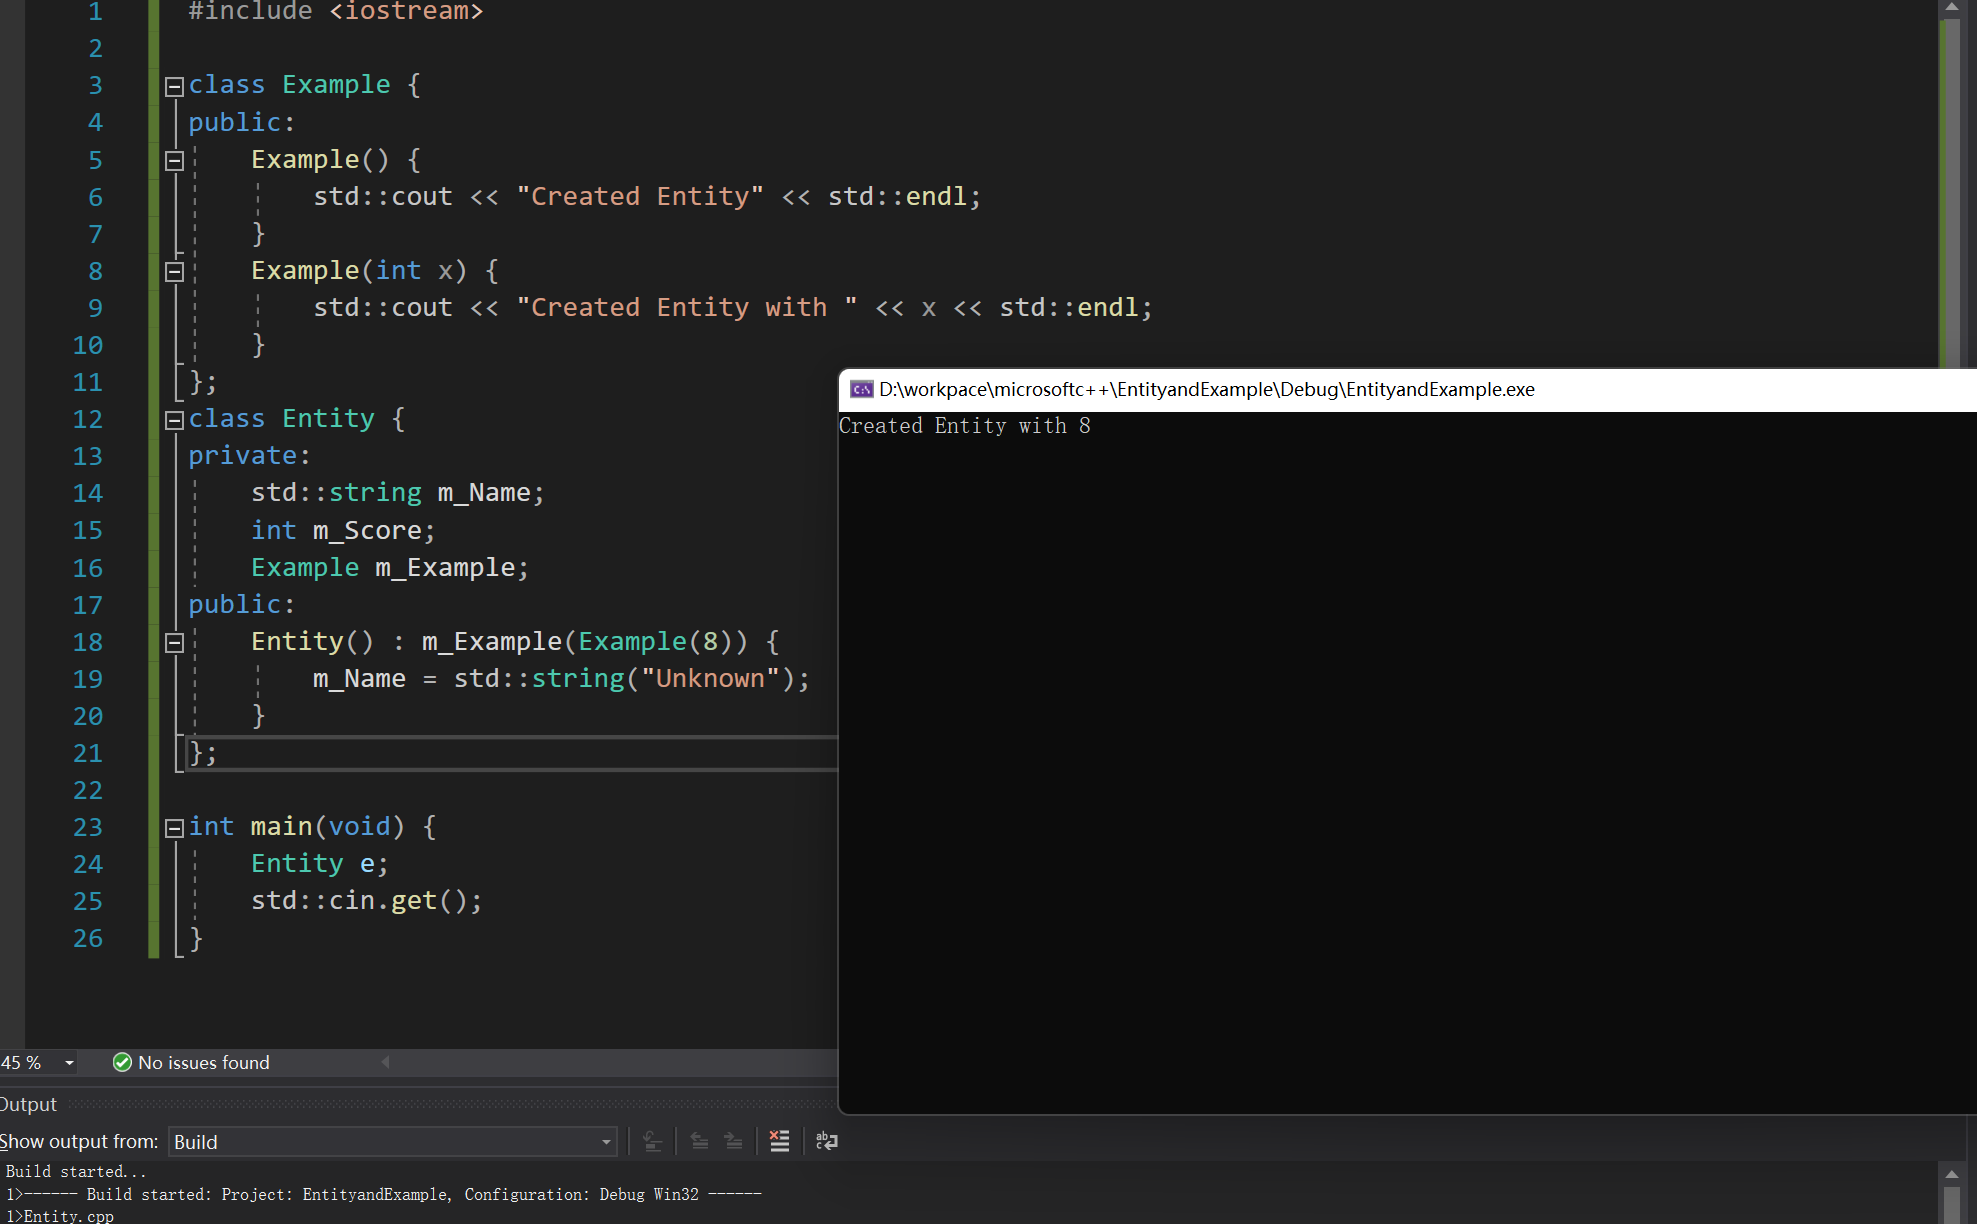 1 #include <iostream>
2
3 class Example {
4 public:
5     Example() {
6         std::cout << "Created Entity" << std::endl;
7     }
8     Example(int x) {
9         std::cout << "Created Entity with " << x << std::endl;
10     }
11 };
12 class Entity {
13 private:
14     std::string m_Name;
15     int m_Score;
16     Example m_Example;
17 public:
18     Entity() : m_Example(Example(8)) {
19         m_Name = std::string("Unknown");
20     }
21 };
22
23 int main(void) {
24     Entity e;
25     std::cin.get();
26 }
D:\workpace\microsoftc++\EntityandExample\Debug\EntityandExample.exe
Created Entity with 8
45 % No issues found
Output
Show output from: Build
Build started...
1>------ Build started: Project: EntityandExample, Configuration: Debug Win32 ------
1>Entity.cpp